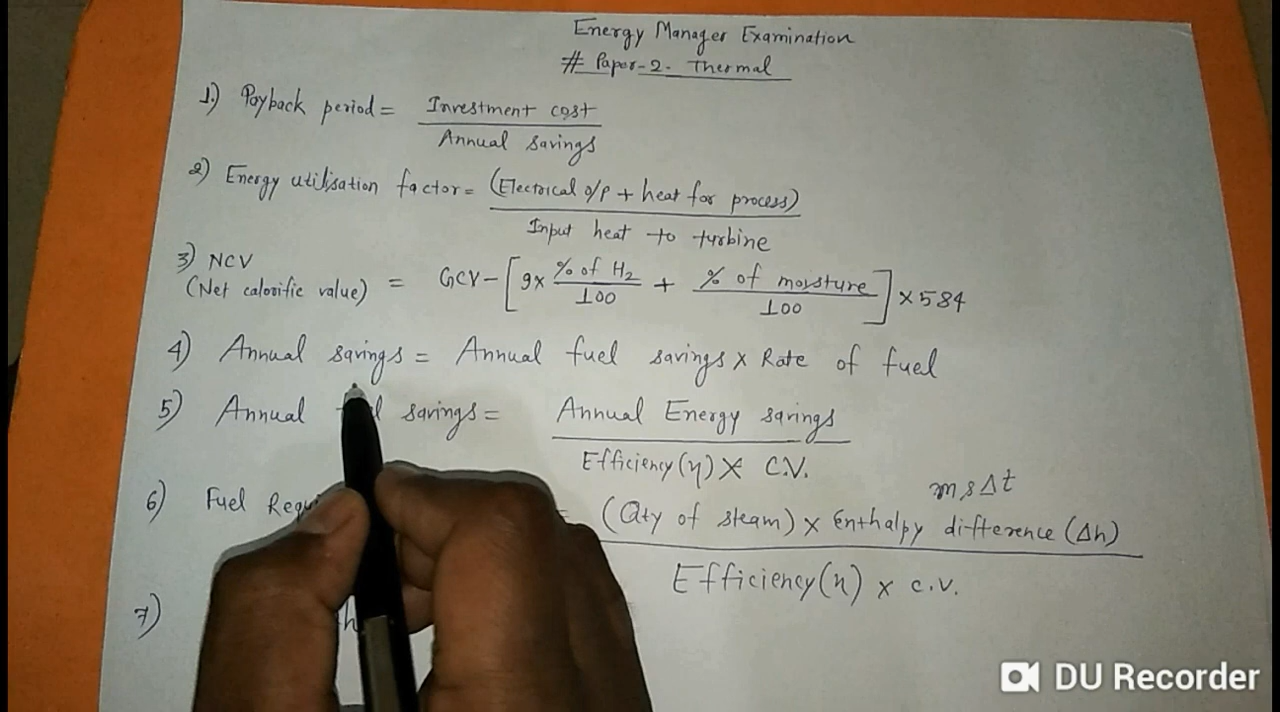 Energy Manager Examination
# Paper-2- Thermal
1.) Payback period = Investment cost
Annual savings
2) Energy utilisation factor = (Electrical o/p + heat for process)
Input heat to turbine
3) NCV
(Net calorific value) = GCV - [9x % of H2 / 100 + % of moisture / 100] x 584
4) Annual savings = Annual fuel savings x Rate of fuel
5) Annual savings = Annual Energy savings
Efficiency (η) x C.V.
msΔt
6) Fuel = (Qty of steam) x Enthalpy difference (Δh)
Efficiency (η) x c.v.
7)
DU Recorder